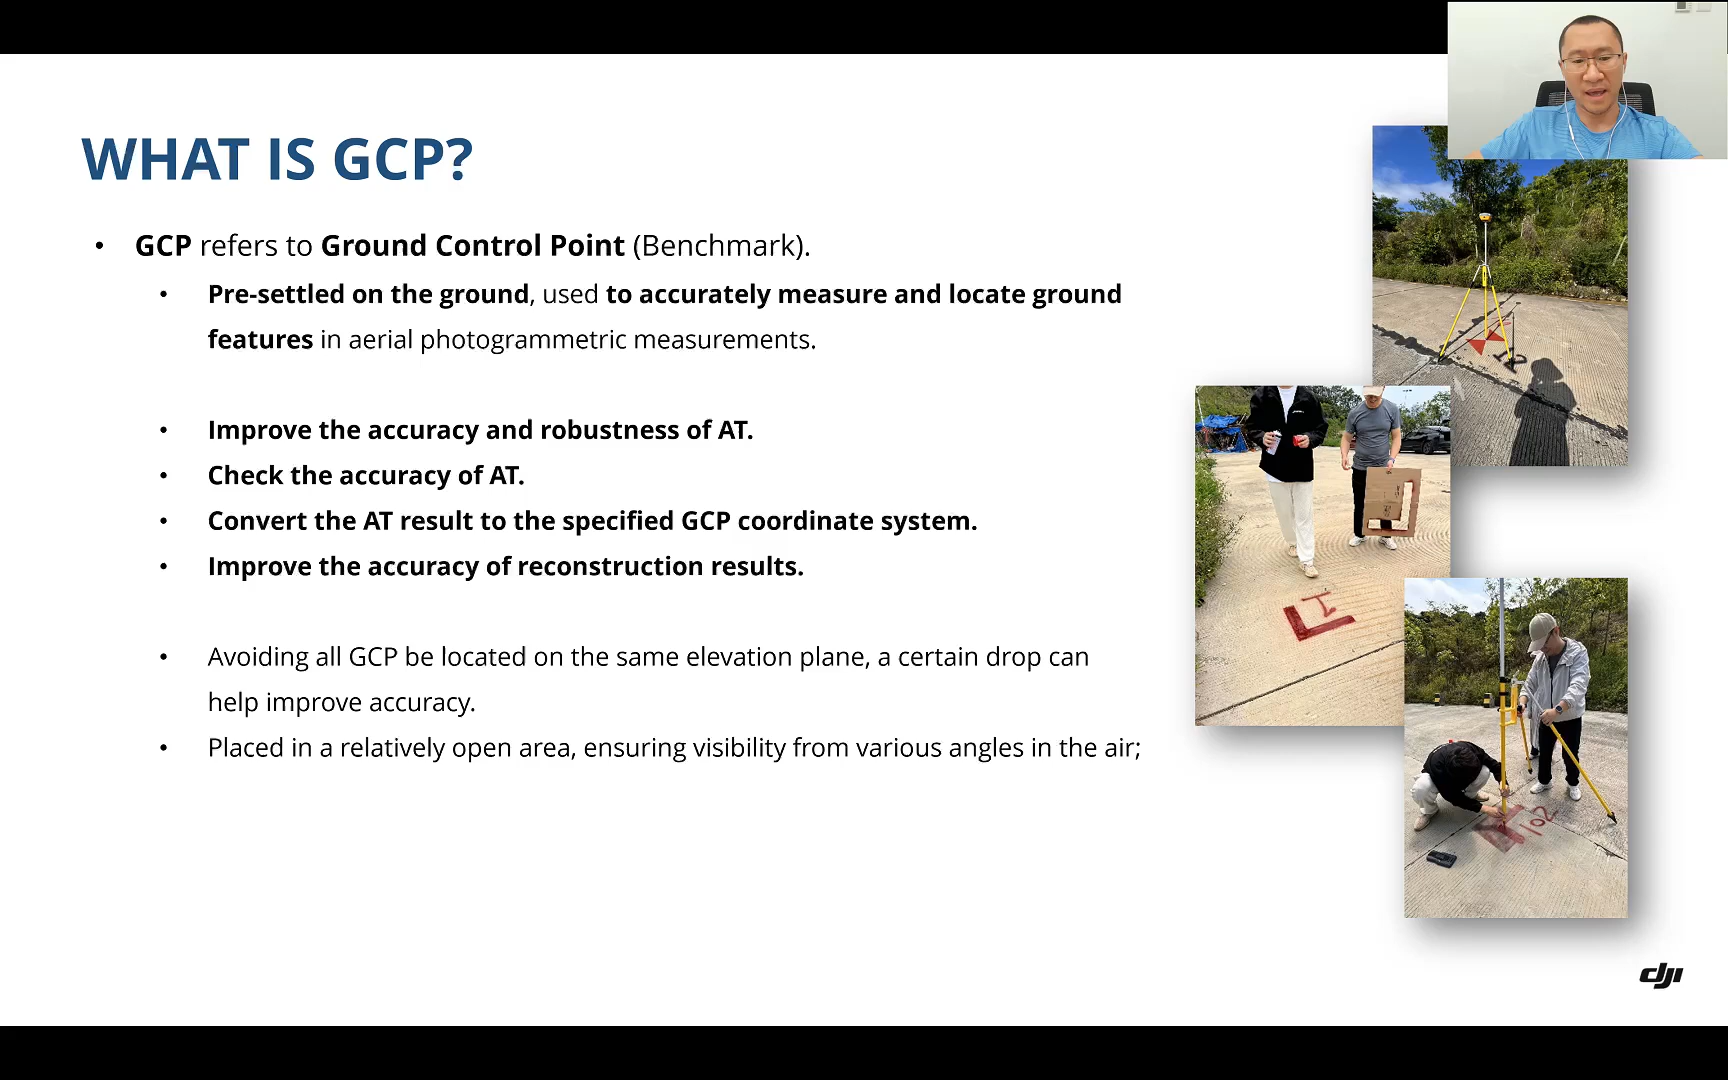 WHAT IS GCP?
• GCP refers to Ground Control Point (Benchmark).
• Pre-settled on the ground, used to accurately measure and locate ground
features in aerial photogrammetric measurements.
• Improve the accuracy and robustness of AT.
• Check the accuracy of AT.
• Convert the AT result to the specified GCP coordinate system.
• Improve the accuracy of reconstruction results.
• Avoiding all GCP be located on the same elevation plane, a certain drop can
help improve accuracy.
• Placed in a relatively open area, ensuring visibility from various angles in the air;
102
dji